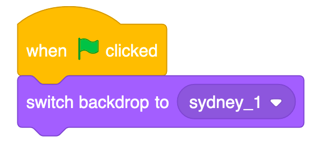 when clicked
switch backdrop to sydney_1